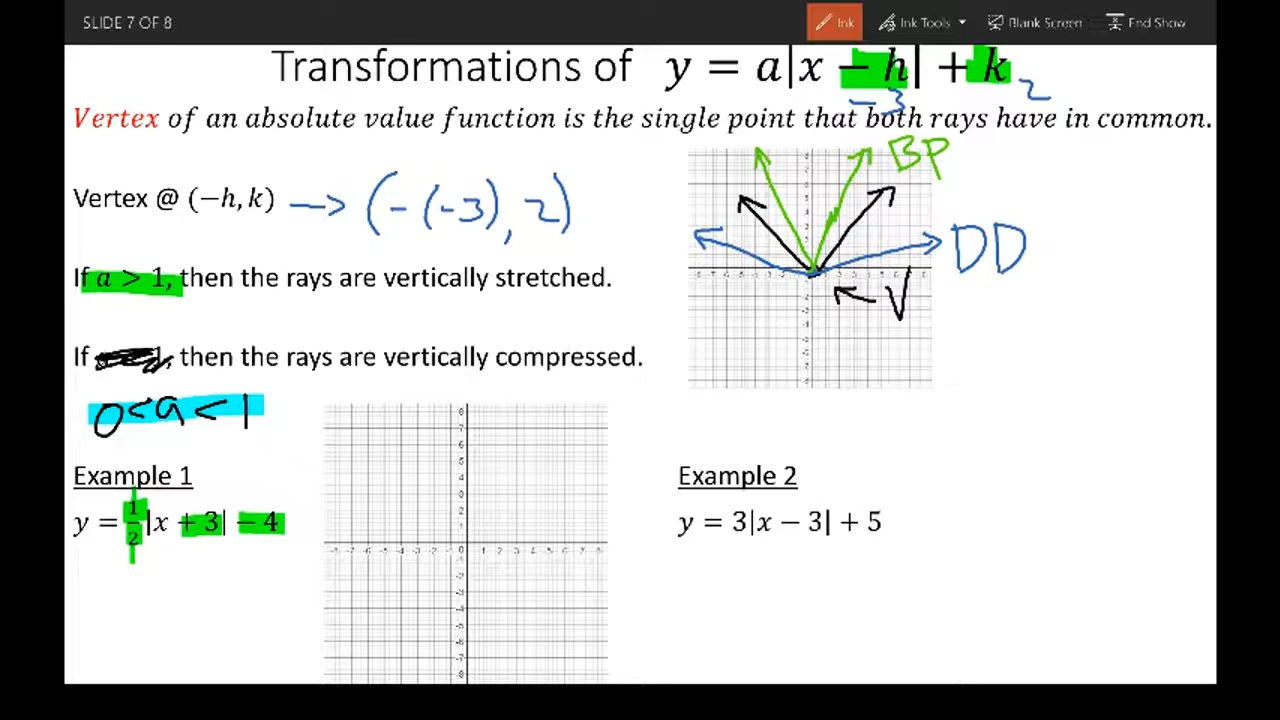 SLIDE 7 OF 8
Ink
Ink Tools
Blank Screen
End Show
Transformations of y = a|x − h| + k
−3 2
Vertex of an absolute value function is the single point that both rays have in common.
BP
Vertex @ (−h, k) → (-(-3), 2)
DD
If a > 1, then the rays are vertically stretched.
V
If , then the rays are vertically compressed.
0<a<1
Example 1
y = 1/2|x + 3| − 4
Example 2
y = 3|x − 3| + 5